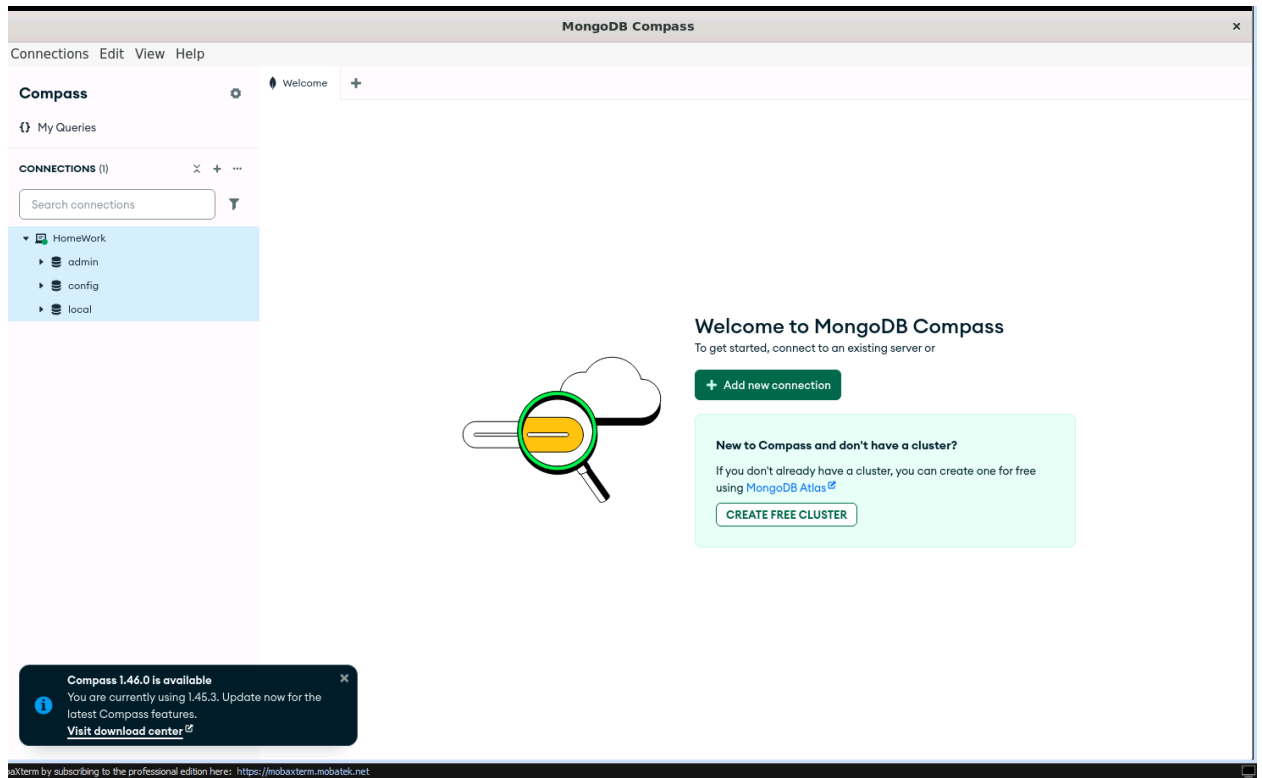 MongoDB Compass
×
Connections Edit View Help
Compass
Welcome
+
{} My Queries
CONNECTIONS (1)
+ ...
Search connections
HomeWork
admin
config
local
Welcome to MongoDB Compass
To get started, connect to an existing server or
+ Add new connection
New to Compass and don't have a cluster?
If you don't already have a cluster, you can create one for free
using MongoDB Atlas
CREATE FREE CLUSTER
Compass 1.46.0 is available
You are currently using 1.45.3. Update now for the
latest Compass features.
Visit download center
by subscribing to the professional edition here: https://mobaxterm.mobatek.net